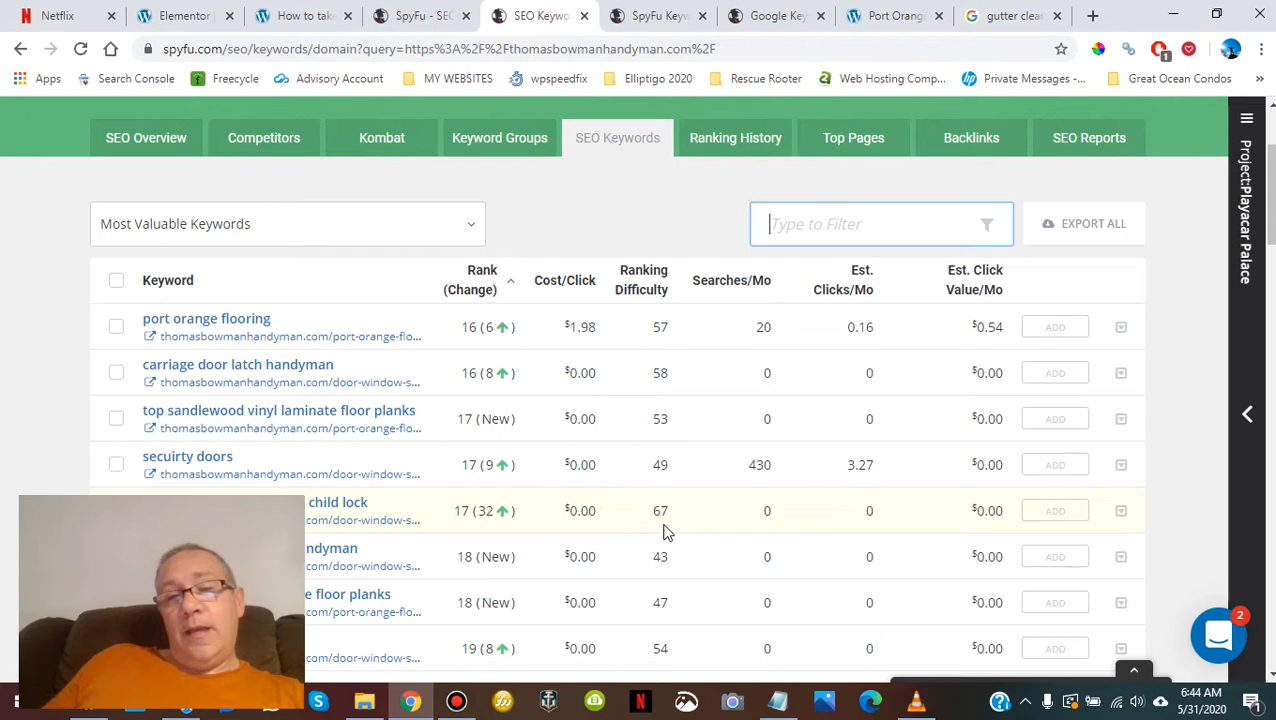 Netflix
Elementor
How to take
SpyFu - SEO
SEO Keywo
SpyFu Keyw
Google Key
Port Orang
gutter clear
spyfu.com/seo/keywords/domain?query=https%3A%2F%2Fthomasbowmanhandyman.com%2F
1
Apps
Search Console
Freecycle
Advisory Account
MY WEBSITES
wpspeedfix
Elliptigo 2020
Rescue Rooter
Web Hosting Comp...
Private Messages -...
Great Ocean Condos
»
SEO Overview
Competitors
Kombat
Keyword Groups
SEO Keywords
Ranking History
Top Pages
Backlinks
SEO Reports
Project:Playacar Palace
Most Valuable Keywords
Type to Filter
EXPORT ALL
Keyword
Rank (Change)
Cost/Click
Ranking Difficulty
Searches/Mo
Est. Clicks/Mo
Est. Click Value/Mo
port orange flooring
thomasbowmanhandyman.com/port-orange-flo...
16 (6 ↑) $1.98 57 20 0.16 $0.54 ADD
carriage door latch handyman
thomasbowmanhandyman.com/door-window-s...
16 (8 ↑) $0.00 58 0 0 $0.00 ADD
top sandlewood vinyl laminate floor planks
thomasbowmanhandyman.com/port-orange-flo...
17 (New) $0.00 53 0 0 $0.00 ADD
secuirty doors
thomasbowmanhandyman.com/door-window-s...
17 (9 ↑) $0.00 49 430 3.27 $0.00 ADD
child lock
com/door-window-s...
17 (32 ↑) $0.00 67 0 0 $0.00 ADD
ndyman
com/door-window-s...
18 (New) $0.00 43 0 0 $0.00 ADD
e floor planks
com/port-orange-flo...
18 (New) $0.00 47 0 0 $0.00 ADD
com/door-window-s...
19 (8 ↑) $0.00 54 0 0 $0.00 ADD
2
6:44 AM
5/31/2020
1